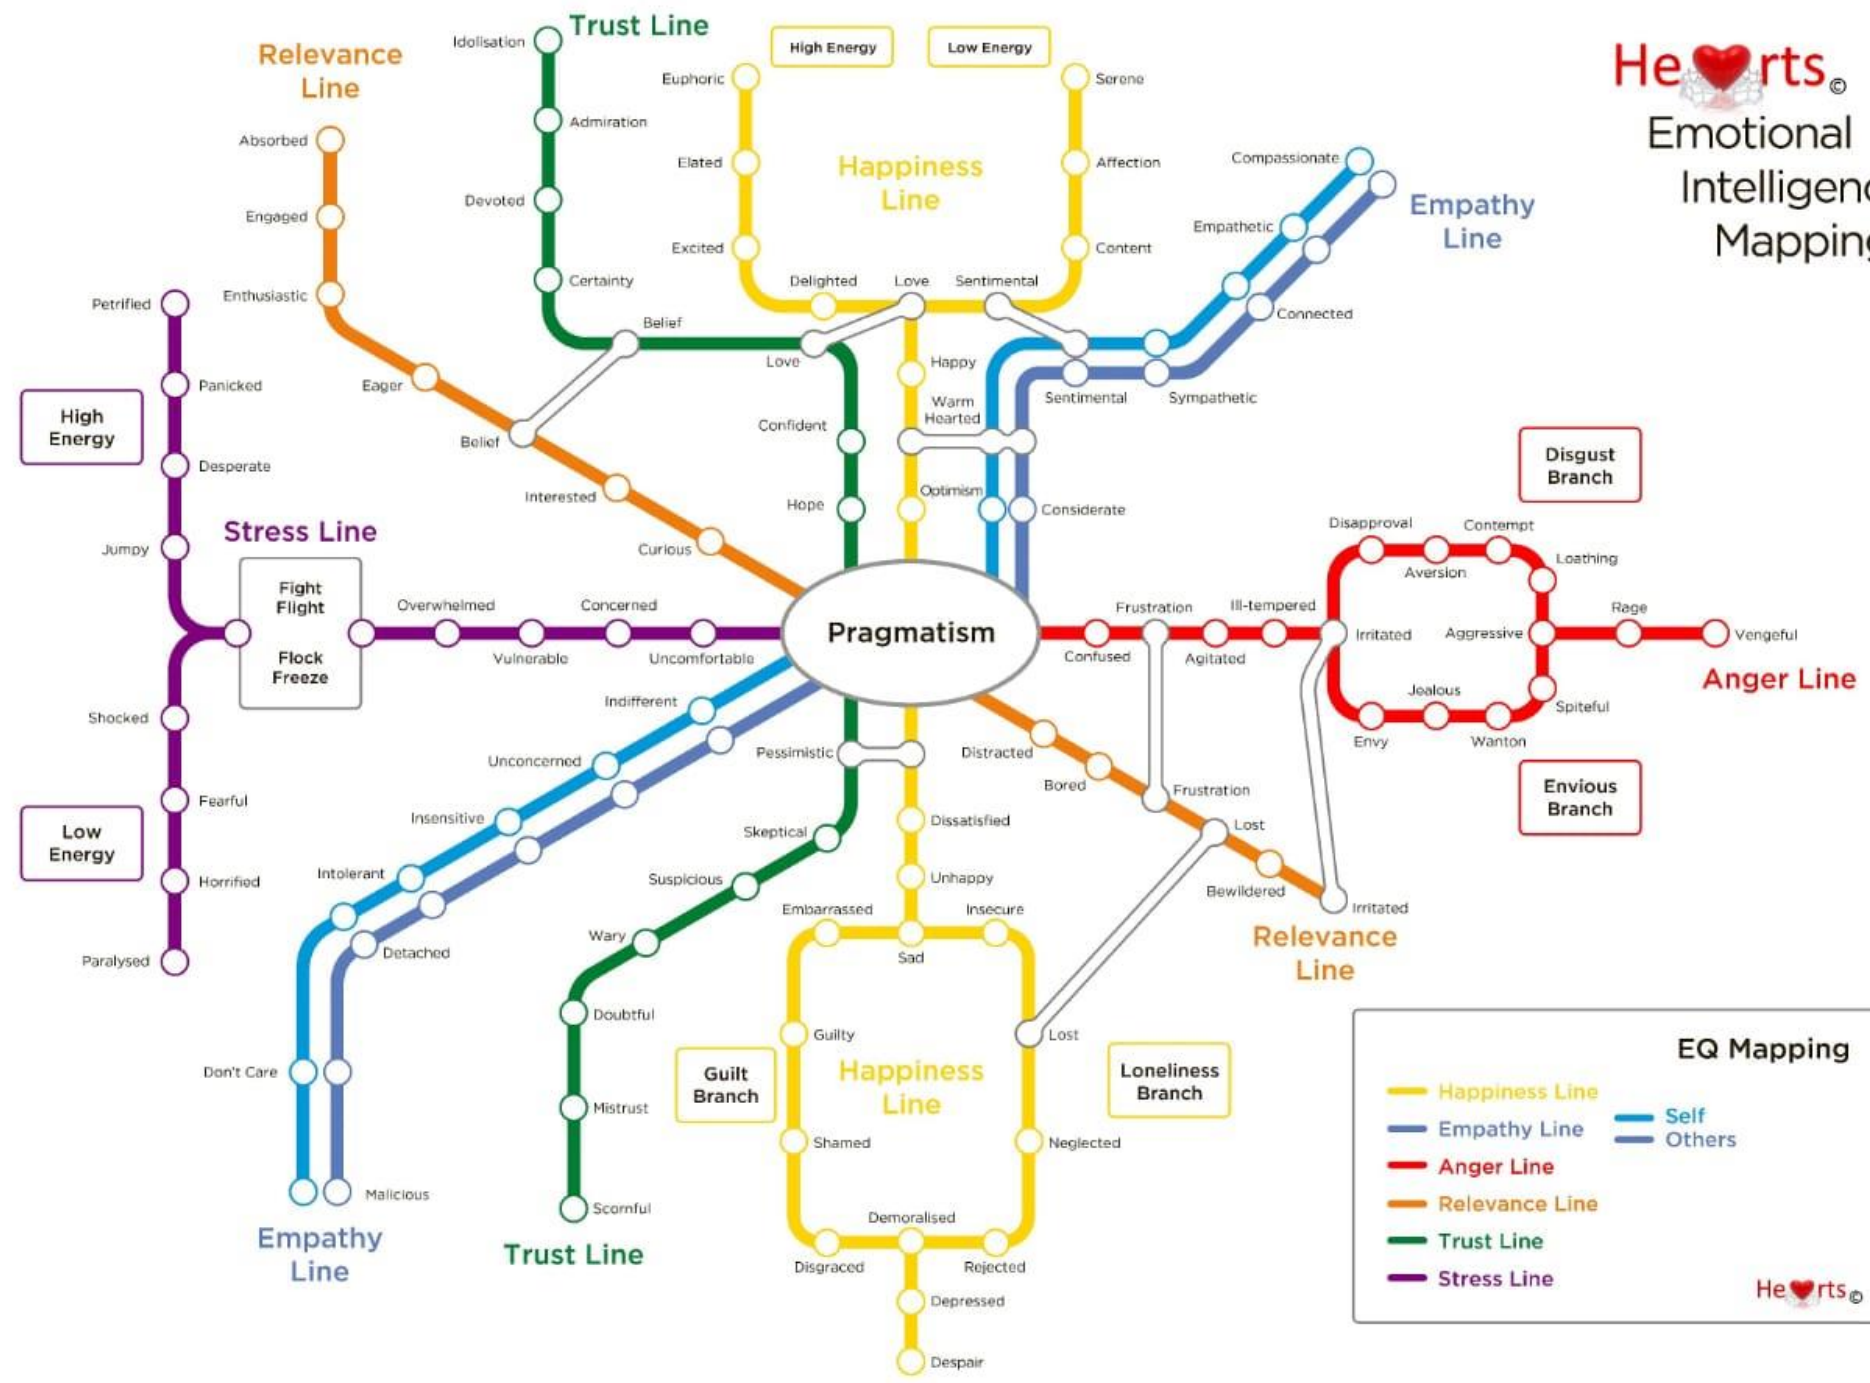 Relevance
Line
Trust Line
High Energy
Low Energy
He rts©
Emotional
Intelligenc
Mapping
Idolisation
Admiration
Devoted
Certainty
Belief
Love
Confident
Hope
Absorbed
Engaged
Enthusiastic
Eager
Belief
Interested
Curious
Euphoric
Elated
Excited
Delighted
Love
Sentimental
Happiness
Line
Serene
Affection
Content
Happy
Warm
Hearted
Optimism
Compassionate
Empathetic
Connected
Sentimental
Sympathetic
Considerate
Empathy
Line
Petrified
Panicked
Desperate
Jumpy
High
Energy
Stress Line
Fight
Flight
Flock
Freeze
Overwhelmed
Vulnerable
Concerned
Uncomfortable
Shocked
Fearful
Horrified
Paralysed
Low
Energy
Pragmatism
Confused
Frustration
Agitated
Ill-tempered
Irritated
Disgust
Branch
Disapproval
Aversion
Contempt
Loathing
Aggressive
Rage
Vengeful
Anger Line
Envy
Jealous
Wanton
Spiteful
Envious
Branch
Indifferent
Unconcerned
Insensitive
Intolerant
Detached
Don't Care
Malicious
Empathy
Line
Pessimistic
Skeptical
Suspicious
Wary
Doubtful
Mistrust
Scornful
Trust Line
Dissatisfied
Unhappy
Embarrassed
Insecure
Sad
Guilty
Shamed
Disgraced
Guilt
Branch
Happiness
Line
Lost
Neglected
Rejected
Loneliness
Branch
Demoralised
Depressed
Despair
Distracted
Bored
Frustration
Lost
Bewildered
Irritated
Relevance
Line
EQ Mapping
Happiness Line
Empathy Line
Self
Others
Anger Line
Relevance Line
Trust Line
Stress Line
He rts©